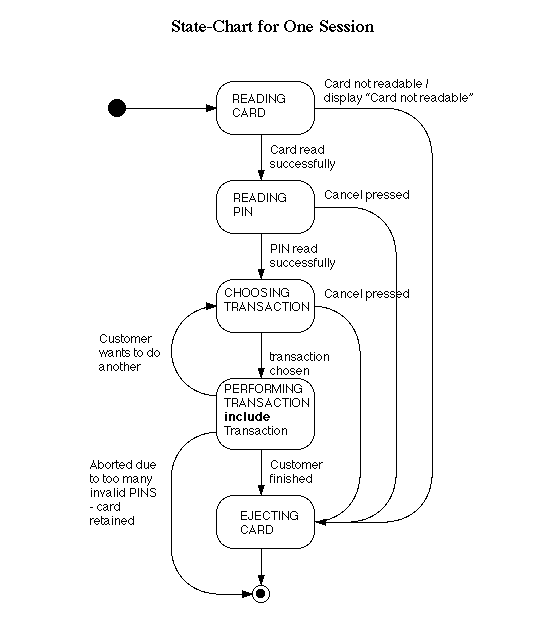 State-Chart for One Session
Card not readable /
display “Card not readable”
READING
CARD
Card read
successfully
READING
PIN
Cancel pressed
PIN read
successfully
CHOOSING
TRANSACTION
Cancel pressed
Customer
wants to do
another
transaction
chosen
PERFORMING
TRANSACTION
include
Transaction
Aborted due
to too many
invalid PINS
- card
retained
Customer
finished
EJECTING
CARD